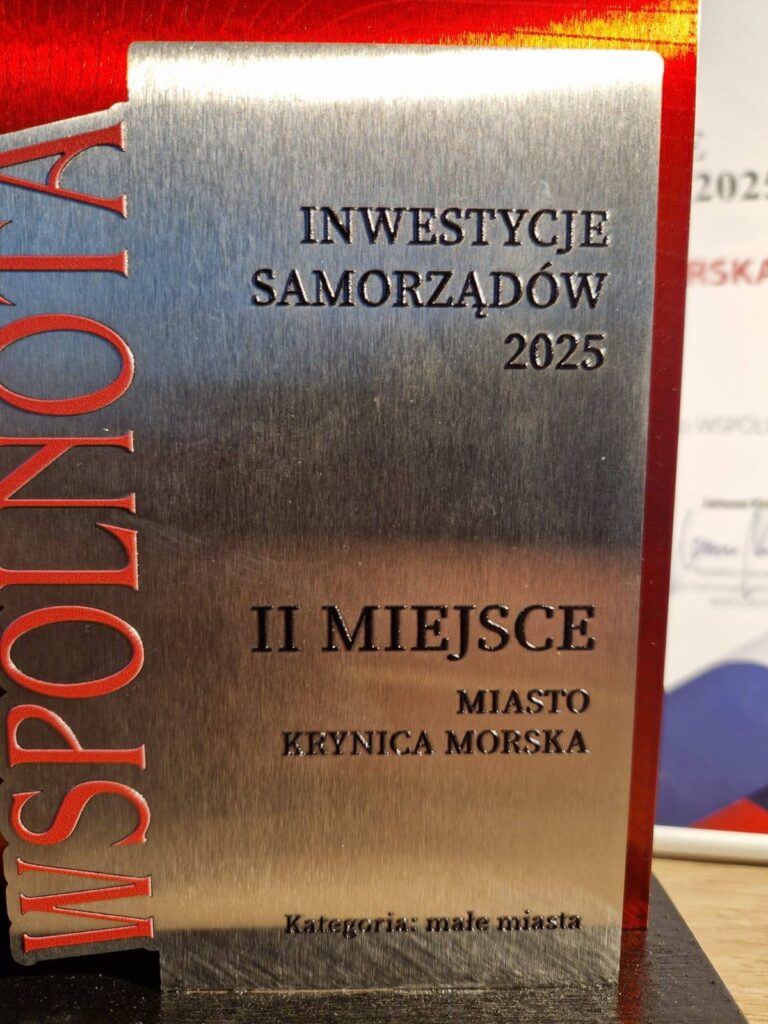 WSPÓLNOTA
INWESTYCJE
SAMORZĄDÓW
2025
II MIEJSCE
MIASTO
KRYNICA MORSKA
Kategoria: małe miasta
2025
RSKA